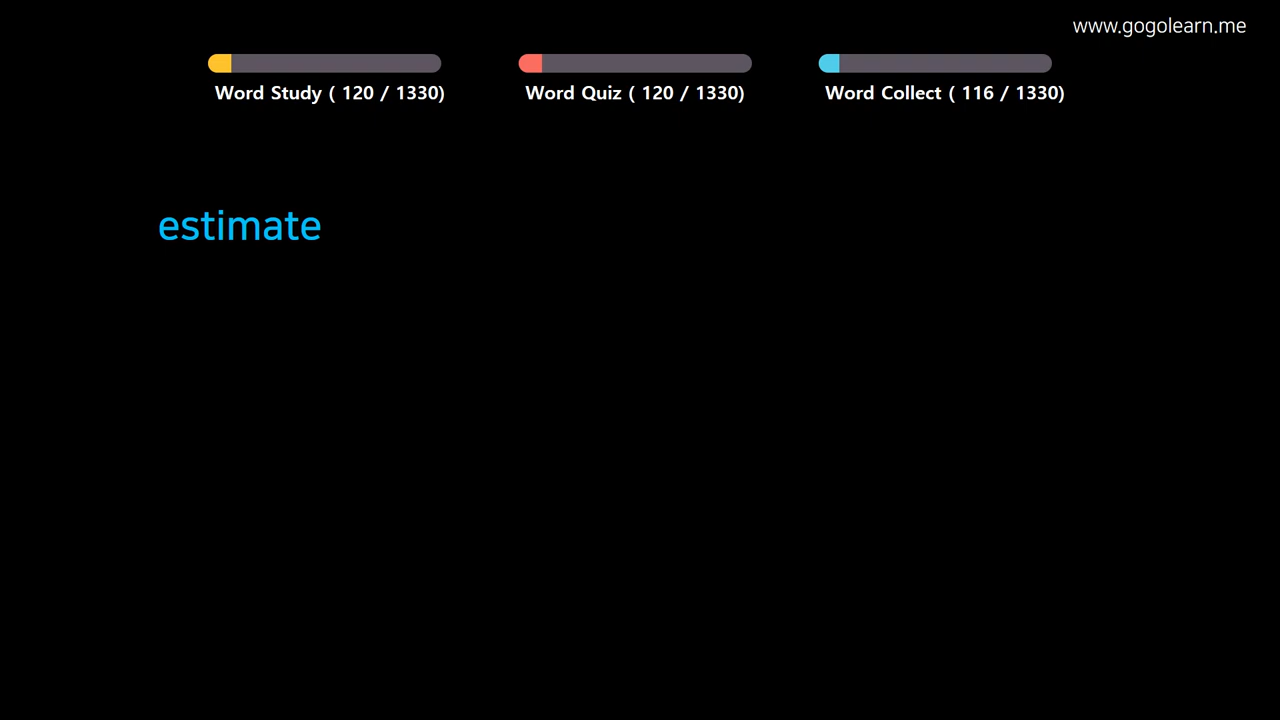 www.gogolearn.me
Word Study ( 120 / 1330)
Word Quiz ( 120 / 1330)
Word Collect ( 116 / 1330)
estimate